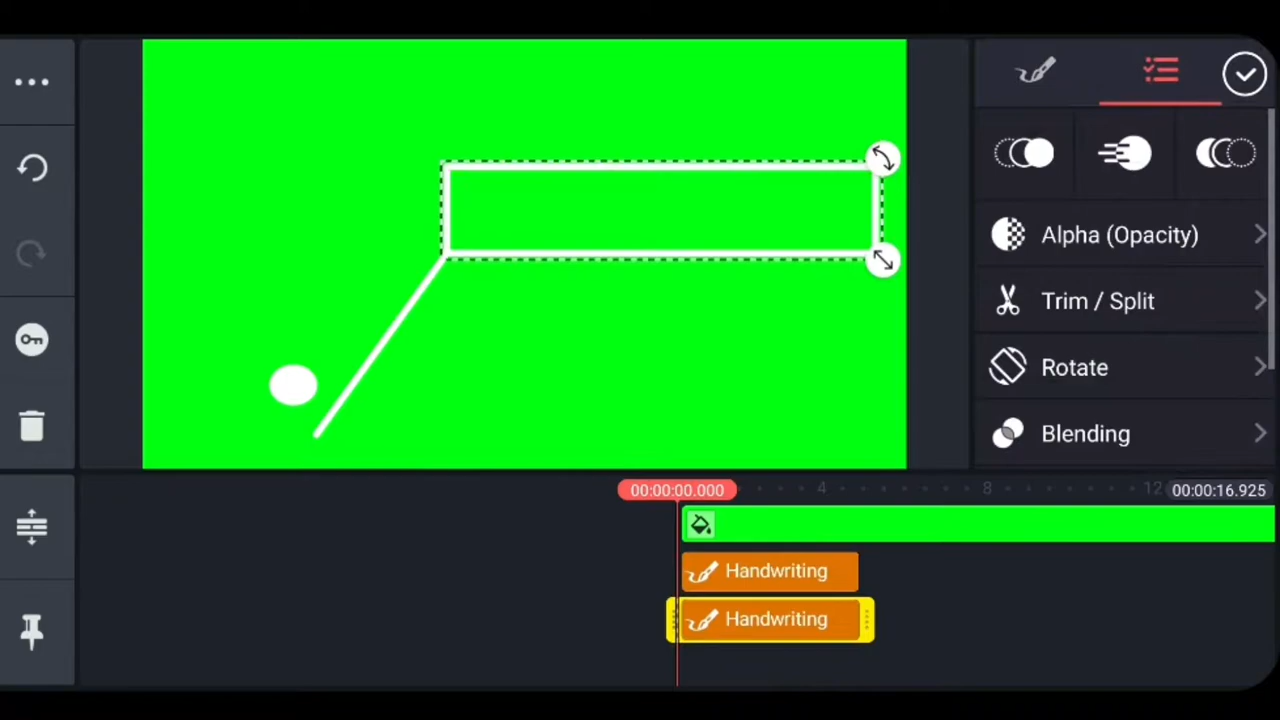 Alpha (Opacity)
Trim / Split
Rotate
Blending
00:00:00.000
4
8
12
00:00:16.925
Handwriting
Handwriting